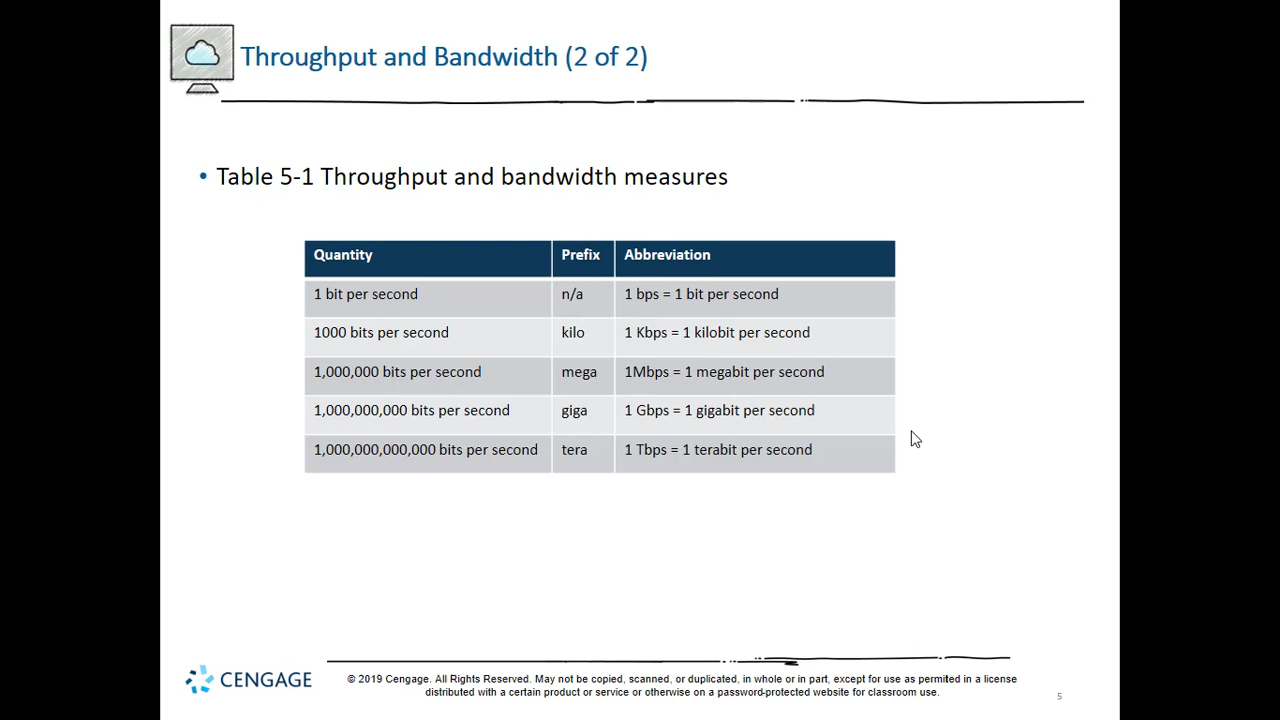 Throughput and Bandwidth (2 of 2)
• Table 5-1 Throughput and bandwidth measures
Quantity Prefix Abbreviation
1 bit per second n/a 1 bps = 1 bit per second
1000 bits per second kilo 1 Kbps = 1 kilobit per second
1,000,000 bits per second mega 1Mbps = 1 megabit per second
1,000,000,000 bits per second giga 1 Gbps = 1 gigabit per second
1,000,000,000,000 bits per second tera 1 Tbps = 1 terabit per second
CENGAGE
© 2019 Cengage. All Rights Reserved. May not be copied, scanned, or duplicated, in whole or in part, except for use as permitted in a license
distributed with a certain product or service or otherwise on a password-protected website for classroom use.
5